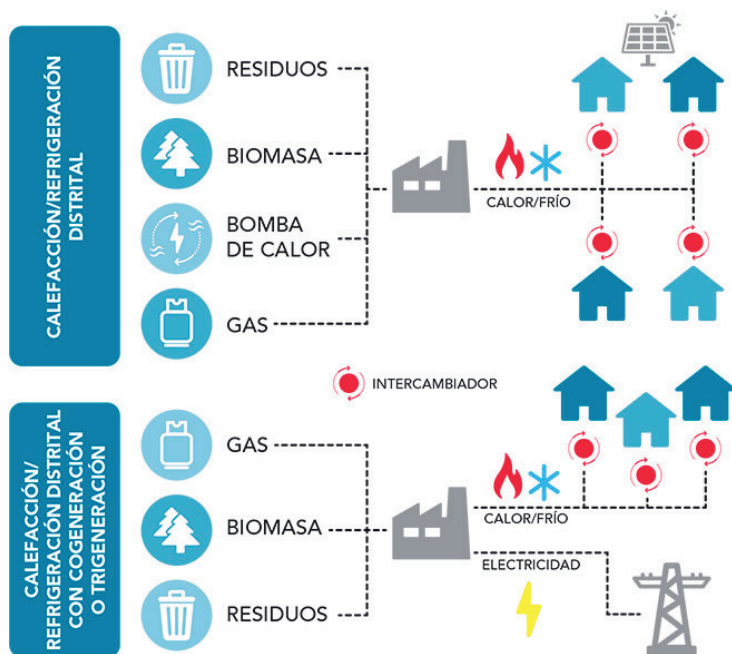 CALEFACCIÓN/REFRIGERACIÓN
DISTRITAL
RESIDUOS
BIOMASA
BOMBA
DE CALOR
GAS
CALOR/FRÍO
INTERCAMBIADOR
CALEFACCIÓN/
REFRIGERACIÓN DISTRITAL
CON COGENERACIÓN
O TRIGENERACIÓN
GAS
BIOMASA
RESIDUOS
CALOR/FRÍO
ELECTRICIDAD